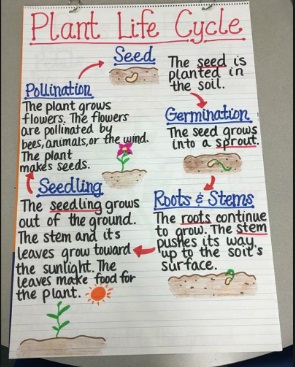 Plant Life Cycle
Seed
The seed is
planted in
the soil.
Germination
The seed grows
into a sprout.
Roots & Stems
The roots continue
to grow. The stem
pushes its way
up to the soil's
surface.
Seedling
The seedling grows
out of the ground.
The stem and its
leaves grow toward
the sunlight. The
leaves make food for
the plant.
Pollination
The plant grows
flowers. The flowers
are pollinated by
bees, animals, or the wind.
The plant
makes seeds.